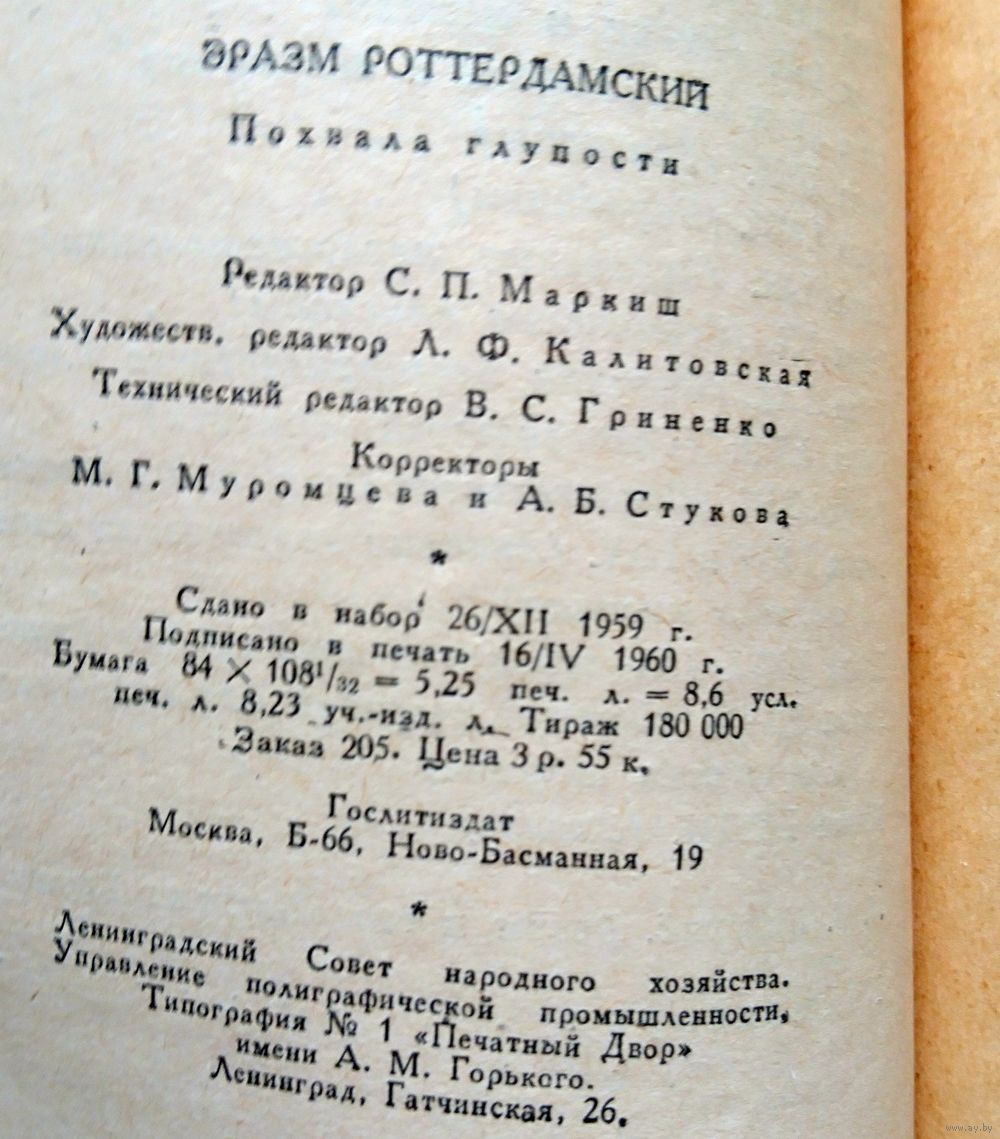 ЭРАЗМ РОТТЕРДАМСКИЙ
Похвала глупости
Редактор С. П. Маркиш
Художеств. редактор Л. Ф. Калитовская
Технический редактор В. С. Гриненко
Корректоры
М. Г. Муромцева и А. Б. Стукова
*
Сдано в набор 26/XII 1959 г.
Подписано в печать 16/IV 1960 г.
Бумага 84 × 108¹/₃₂ = 5,25 печ. л. = 8,6 усл.
печ. л. 8,23 уч.-изд. л. Тираж 180 000
Заказ 205. Цена 3 р. 55 к.
Гослитиздат
Москва, Б-66, Ново-Басманная, 19
*
Ленинградский Совет народного хозяйства.
Управление полиграфической промышленности,
Типография № 1 «Печатный Двор»
имени А. М. Горького.
Ленинград, Гатчинская, 26.
www.ay.by